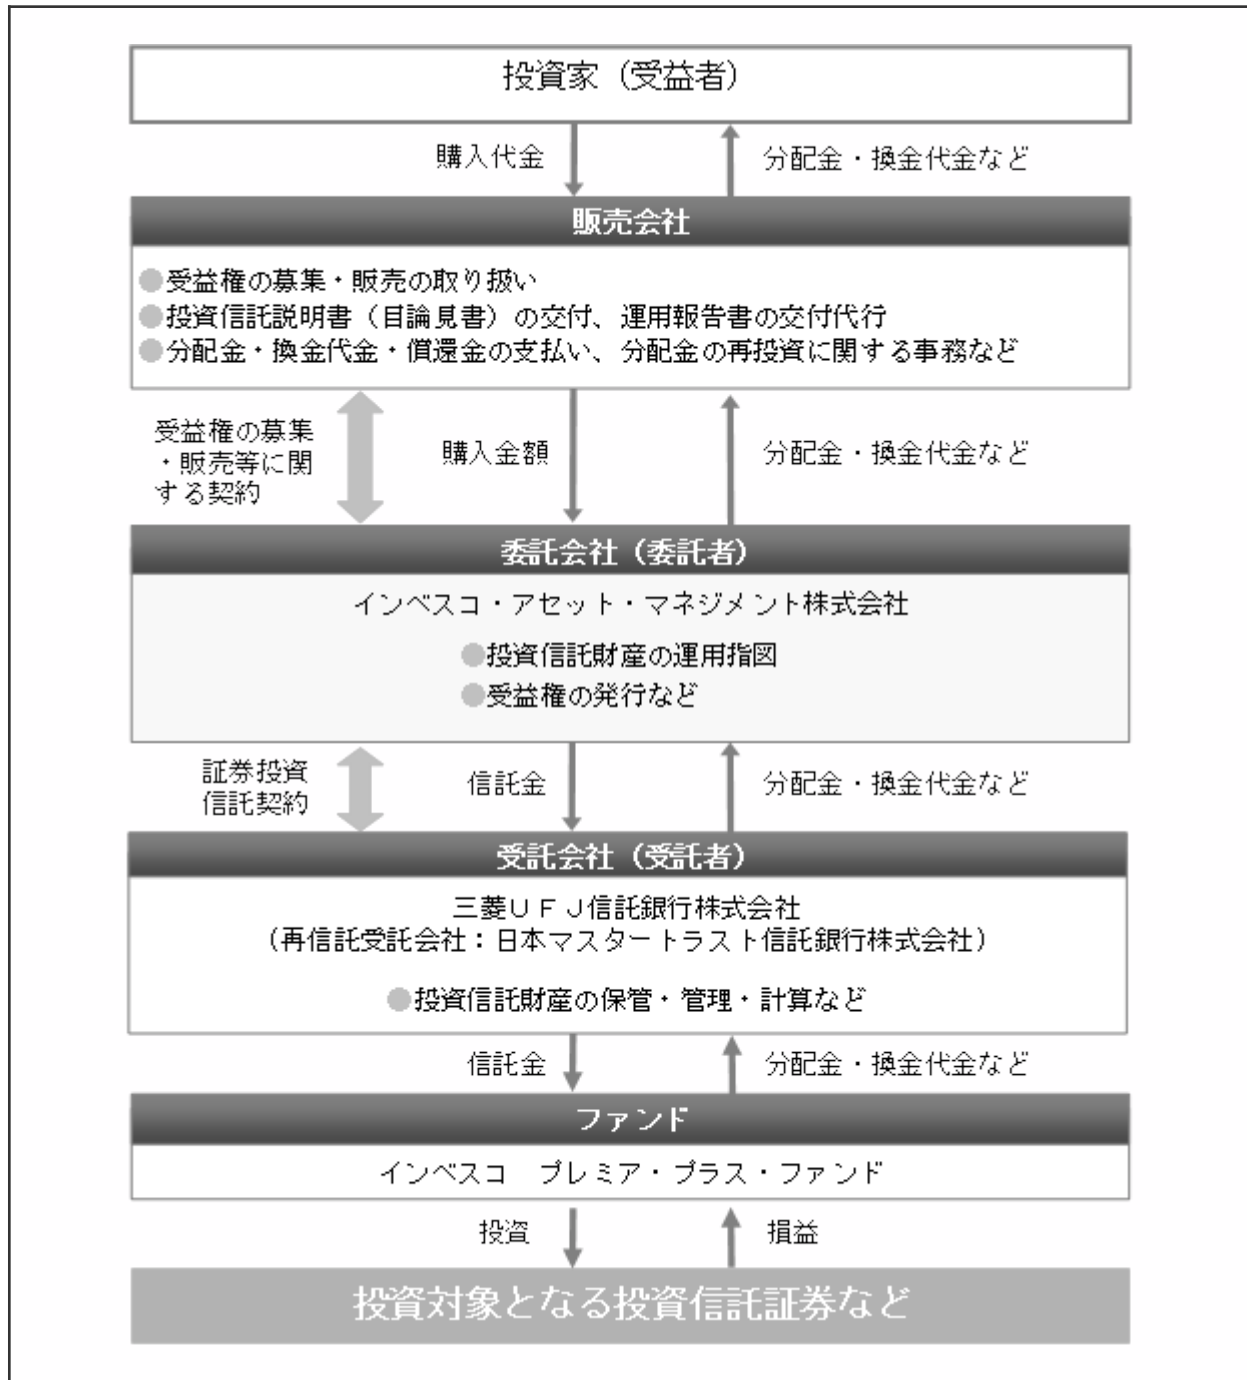 投資家（受益者）
購入代金
分配金・換金代金など
販売会社
●受益権の募集・販売の取り扱い
●投資信託説明書（目論見書）の交付、運用報告書の交付代行
●分配金・換金代金・償還金の支払い、分配金の再投資に関する事務など
受益権の募集
・販売等に関
する契約
購入金額
分配金・換金代金など
委託会社（委託者）
インベスコ・アセット・マネジメント株式会社
●投資信託財産の運用指図
●受益権の発行など
証券投資
信託契約
信託金
分配金・換金代金など
受託会社（受託者）
三菱ＵＦＪ信託銀行株式会社
（再信託受託会社：日本マスタートラスト信託銀行株式会社）
●投資信託財産の保管・管理・計算など
信託金
分配金・換金代金など
ファンド
インベスコ　プレミア・プラス・ファンド
投資
損益
投資対象となる投資信託証券など